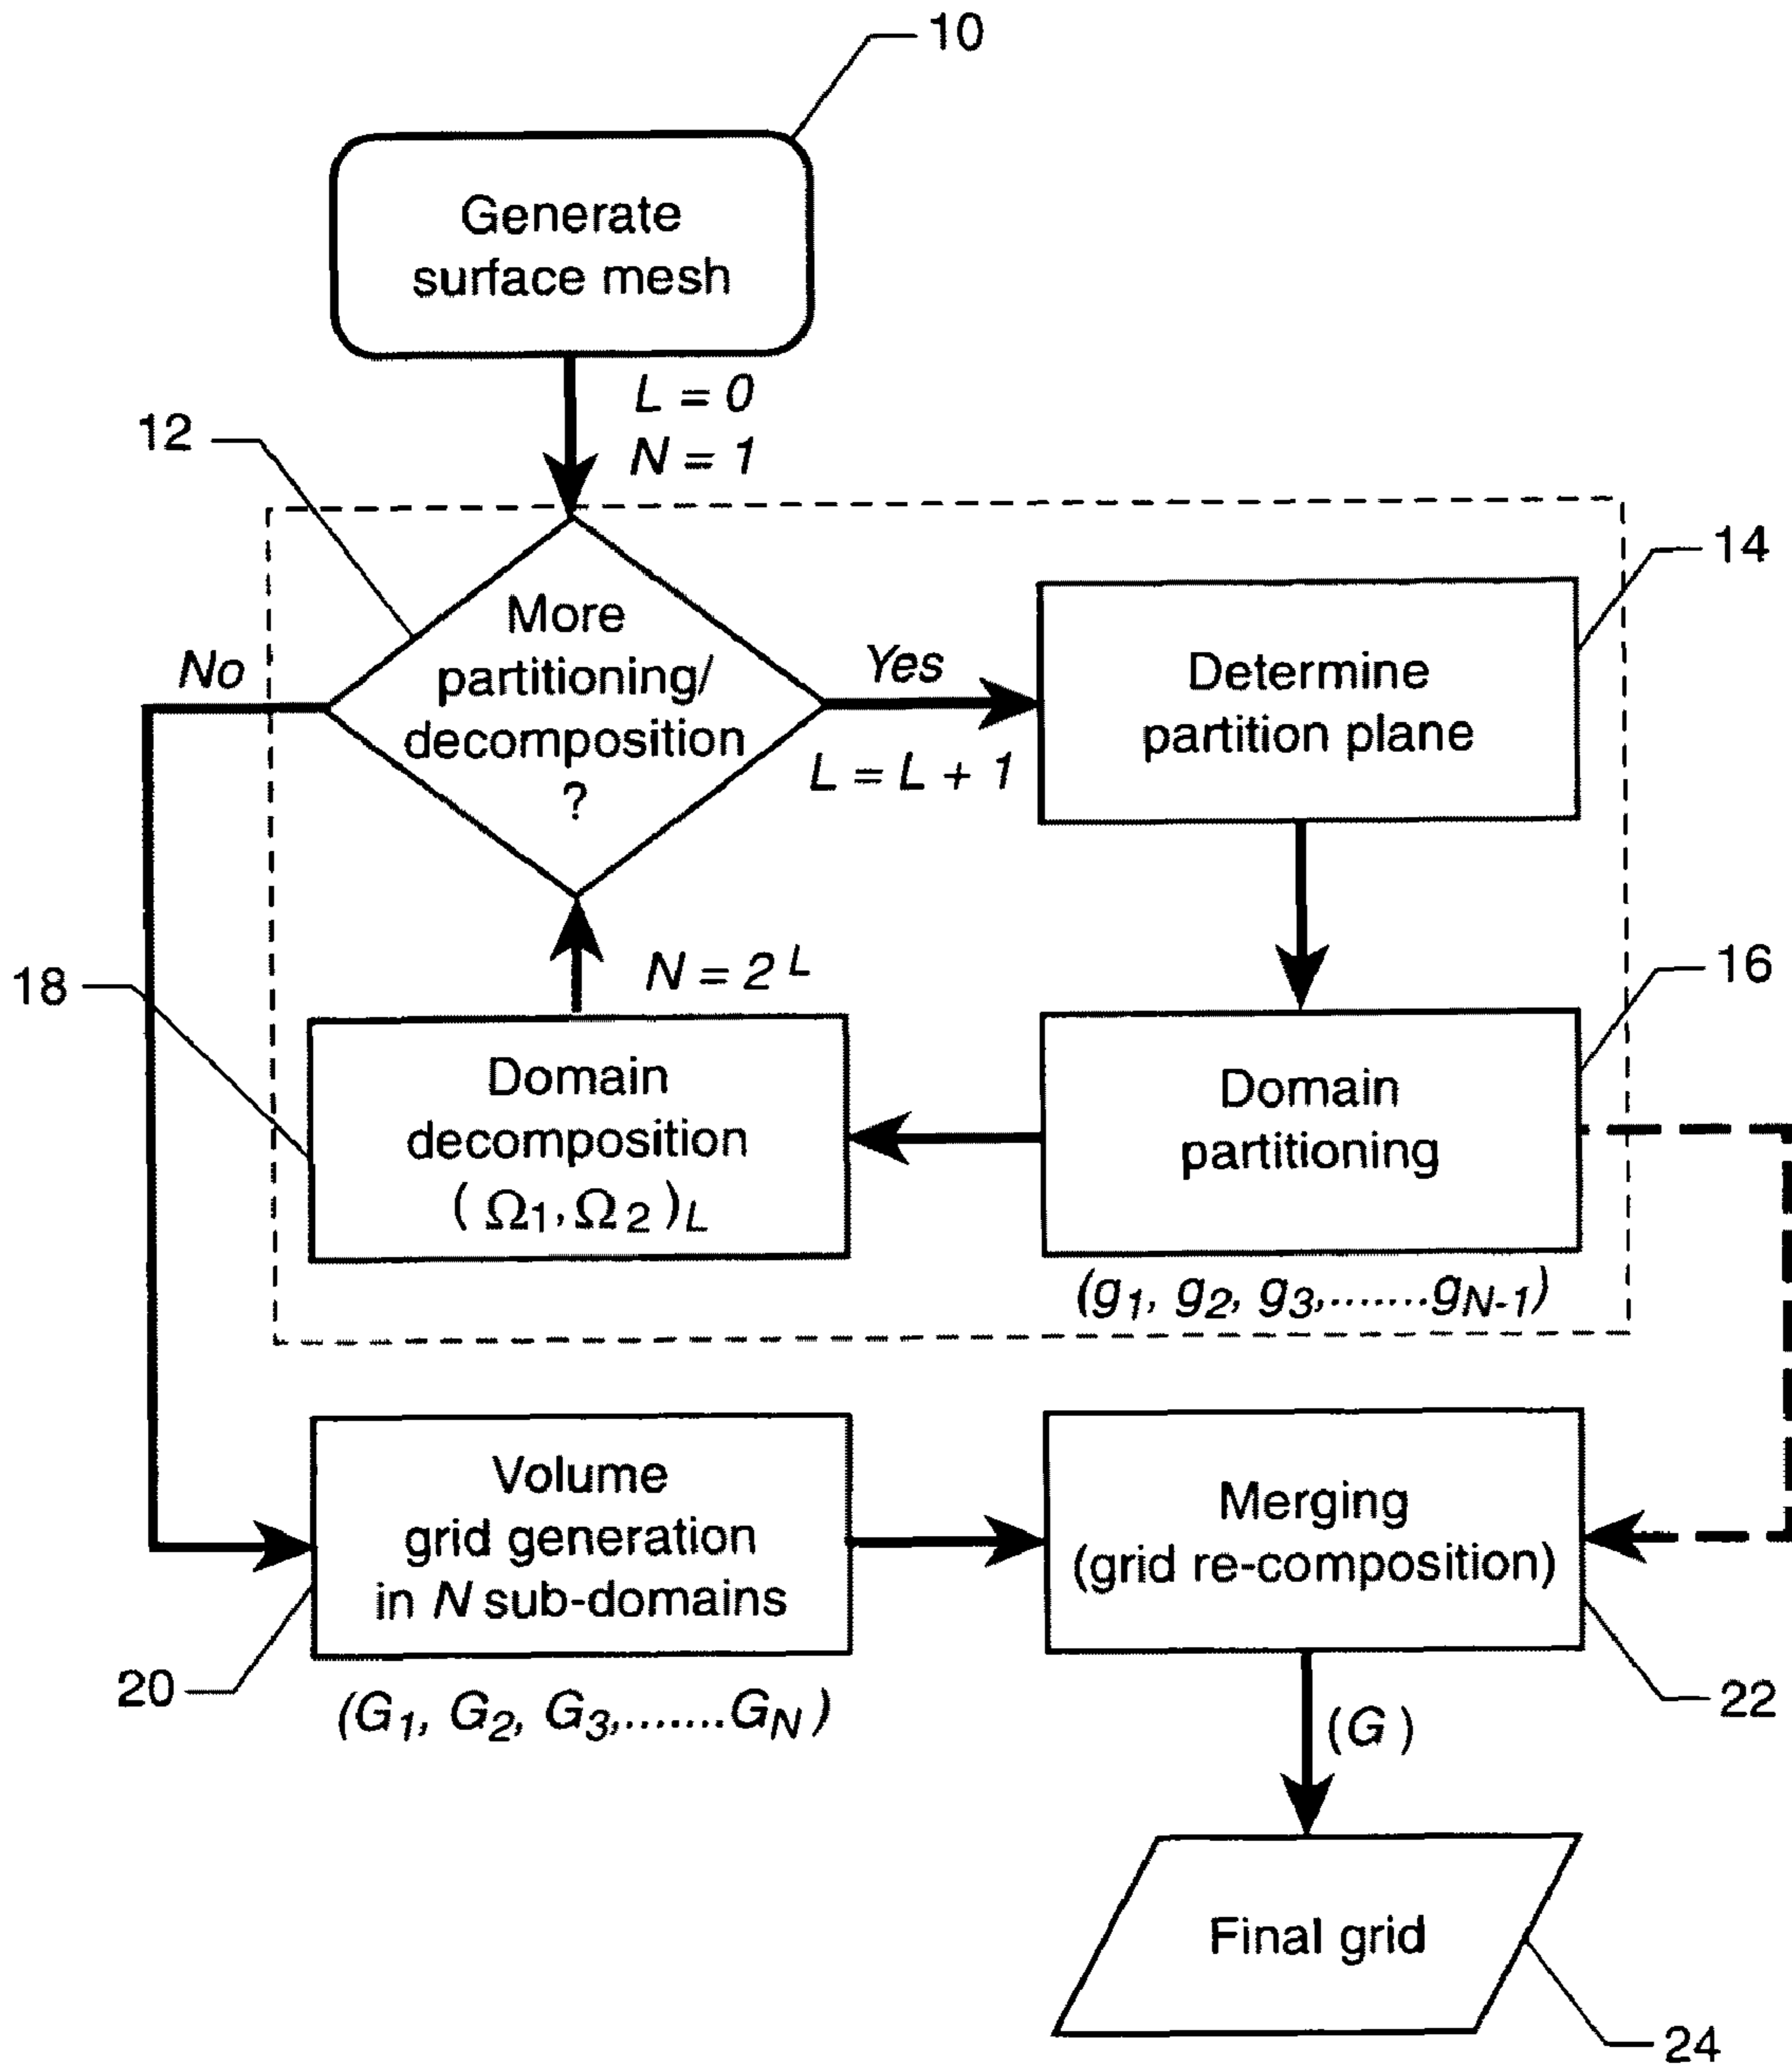 10
Generate
surface mesh
L = 0
N = 1
12
14
More
partitioning/
decomposition
?
No
Yes
L = L + 1
Determine
partition plane
18
N = 2^L
16
Domain
decomposition
( Ω1, Ω2 )L
Domain
partitioning
(g1, g2, g3,.......gN-1)
Volume
grid generation
in N sub-domains
Merging
(grid re-composition)
20
(G1, G2, G3,.......GN )
22
(G )
Final grid
24